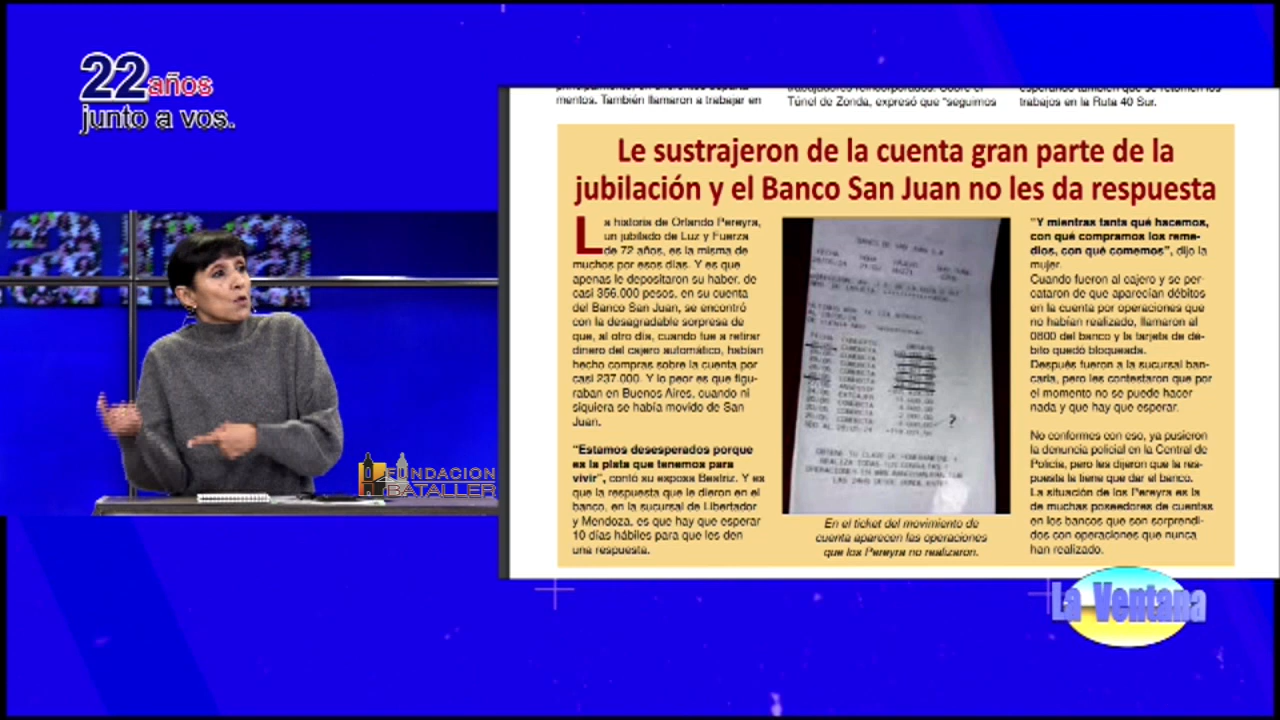 22 años
junto a vos.
mentos. También llamaron a trabajar en
Túnel de Zonda, expresó que "seguimos
trabajos en la Ruta 40 Sur.
Le sustrajeron de la cuenta gran parte de la
jubilación y el Banco San Juan no les da respuesta
La historia de Orlando Pereyra,
un jubilado de Luz y Fuerza
de 72 años, es la misma de
muchos por esos días. Y es que
apenas le depositaron su haber, de
casi 356.000 pesos, en su cuenta
del Banco San Juan, se encontró
con la desagradable sorpresa de
que, al otro día, cuando fue a retirar
dinero del cajero automático, habían
hecho compras sobre la cuenta por
casi 237.000. Y lo peor es que figu-
raban en Buenos Aires, cuando ni
siquiera se había movido de San
Juan.
"Estamos desesperados porque
es la plata que tenemos para
vivir", contó su esposa Beatriz. Y es
que la respuesta que le dieron en el
banco, en la sucursal de Libertador
y Mendoza, es que hay que esperar
10 días hábiles para que les den
una respuesta.
En el ticket del movimiento de
cuenta aparecen las operaciones
que los Pereyra no realizaron.
"Y mientras tanta qué hacemos,
con qué compramos los reme-
dios, con qué comemos", dijo la
mujer.
Cuando fueron al cajero y se per-
cataron de que aparecían débitos
en la cuenta por operaciones que
no habían realizado, llamaron al
0800 del banco y la tarjeta de dé-
bito quedó bloqueada.
Después fueron a la sucursal ban-
caria, pero les contestaron que por
el momento no se puede hacer
nada y que hay que esperar.
No conformes con eso, ya pusieron
la denuncia policial en la Central de
Policía, pero les dijeron que la res-
puesta la tiene que dar el banco.
La situación de los Pereyra es la
de muchas poseedores de cuentas
en los bancos que son sorprendi-
dos con operaciones que nunca
han realizado.
FUNDACION
BATALLER
La Ventana